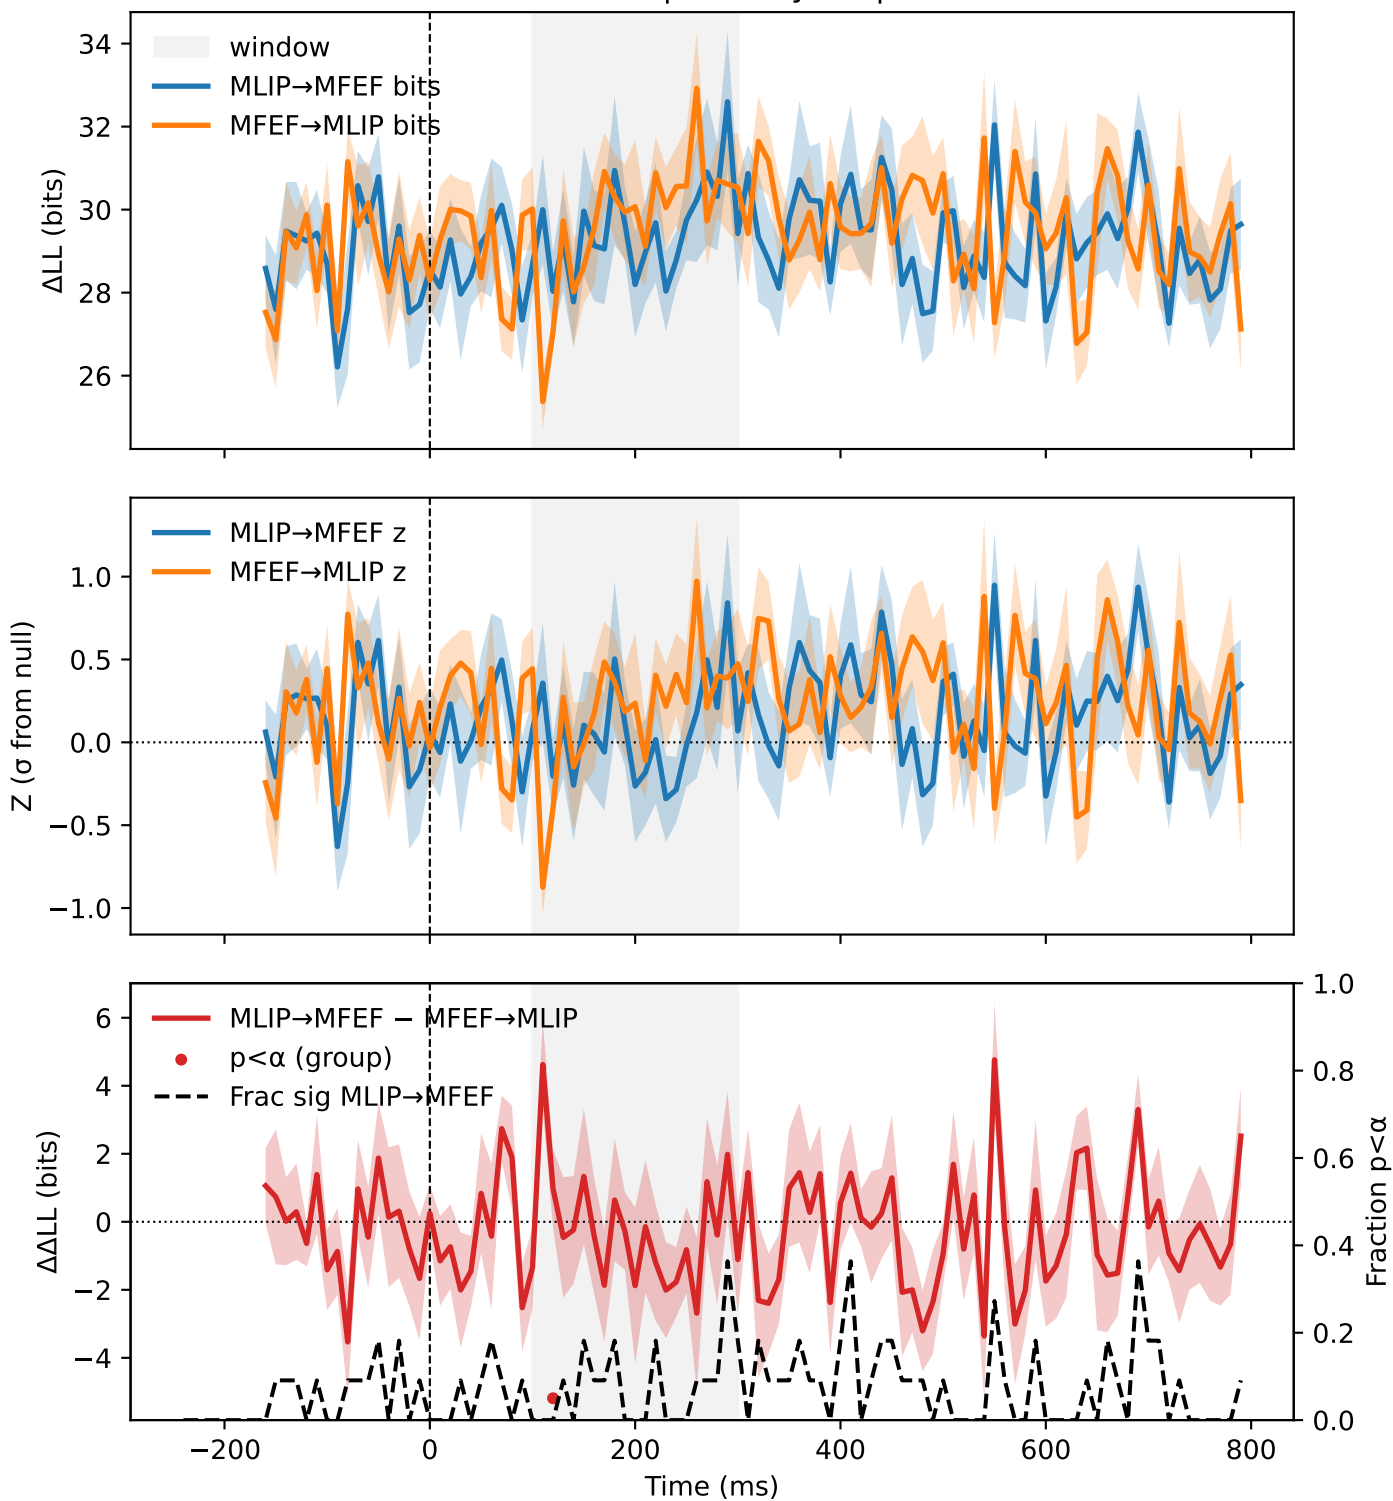 34
32
30
28
26
ΔLL (bits)
window
MLIP→MFEF bits
MFEF→MLIP bits
1.0
0.5
0.0
−0.5
−1.0
Z (σ from null)
MLIP→MFEF z
MFEF→MLIP z
6
4
2
0
−2
−4
ΔΔLL (bits)
MLIP→MFEF − MFEF→MLIP
p<α (group)
Frac sig MLIP→MFEF
1.0
0.8
0.6
0.4
0.2
0.0
Fraction p<α
−200 0 200 400 600 800
Time (ms)